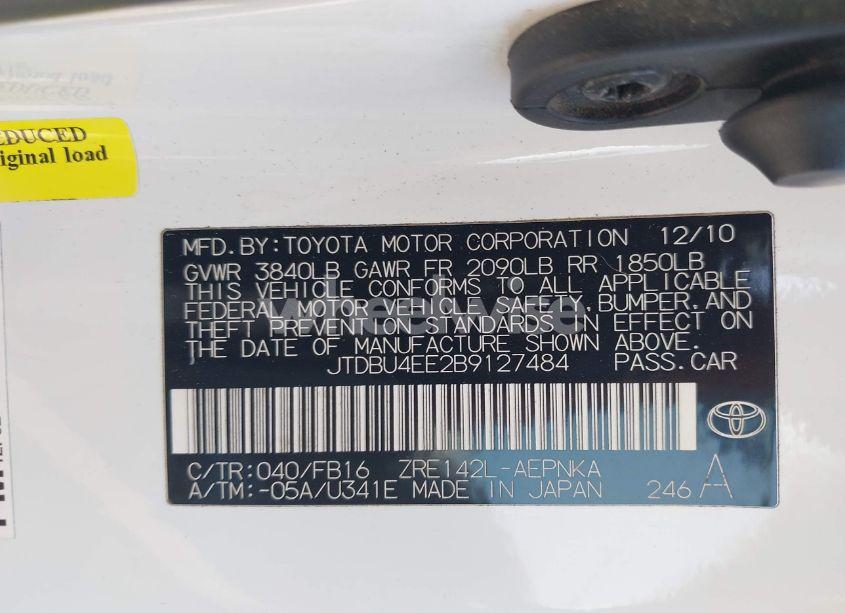 EDUCED
iginal load
MFD. BY: TOYOTA MOTOR CORPORATION 12/10
GVWR 3840LB GAWR FR 2090LB RR 1850LB
THIS VEHICLE CONFORMS TO ALL APPLICABLE
FEDERAL MOTOR VEHICLE SAFETY, BUMPER, AND
THEFT PREVENTION STANDARDS IN EFFECT ON
THE DATE OF MANUFACTURE SHOWN ABOVE.
JTDBU4EE2B9127484 PASS.CAR
C/TR: 040/FB16 ZRE142L-AEPNKA
A/TM: -05A/U341E MADE IN JAPAN 246 A